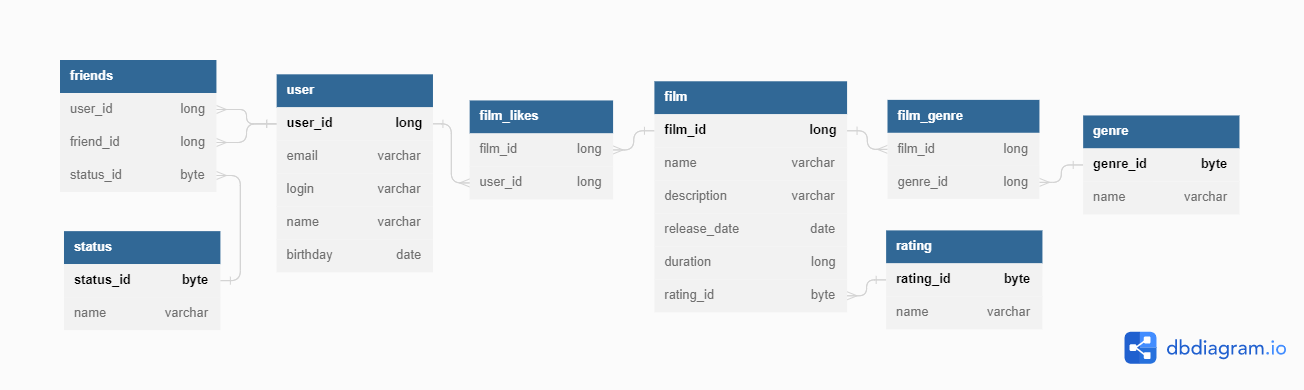 friends
user_id long
friend_id long
status_id byte
status
status_id byte
name varchar
user
user_id long
email varchar
login varchar
name varchar
birthday date
film_likes
film_id long
user_id long
film
film_id long
name varchar
description varchar
release_date date
duration long
rating_id byte
film_genre
film_id long
genre_id long
rating
rating_id byte
name varchar
genre
genre_id byte
name varchar
dbdiagram.io